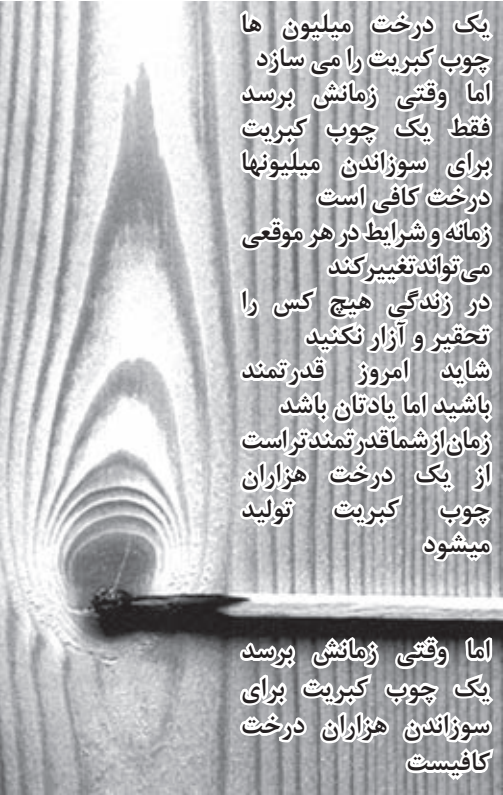 یک درخت میلیون ها
چوب کبریت را می سازد
اما وقتی زمانش برسد
فقط یک چوب کبریت
برای سوزاندن میلیونها
درخت کافی است
زمانه و شرایط در هر موقعی
می‌تواند تغییر کند
در زندگی هیچ کس را
تحقیر و آزار نکنید
شاید امروز قدرتمند
باشید اما یادتان باشد
زمان از شما قدرتمندتر است
از یک درخت هزاران
چوب کبریت تولید
میشود
اما وقتی زمانش برسد
یک چوب کبریت برای
سوزاندن هزاران درخت
کافیست